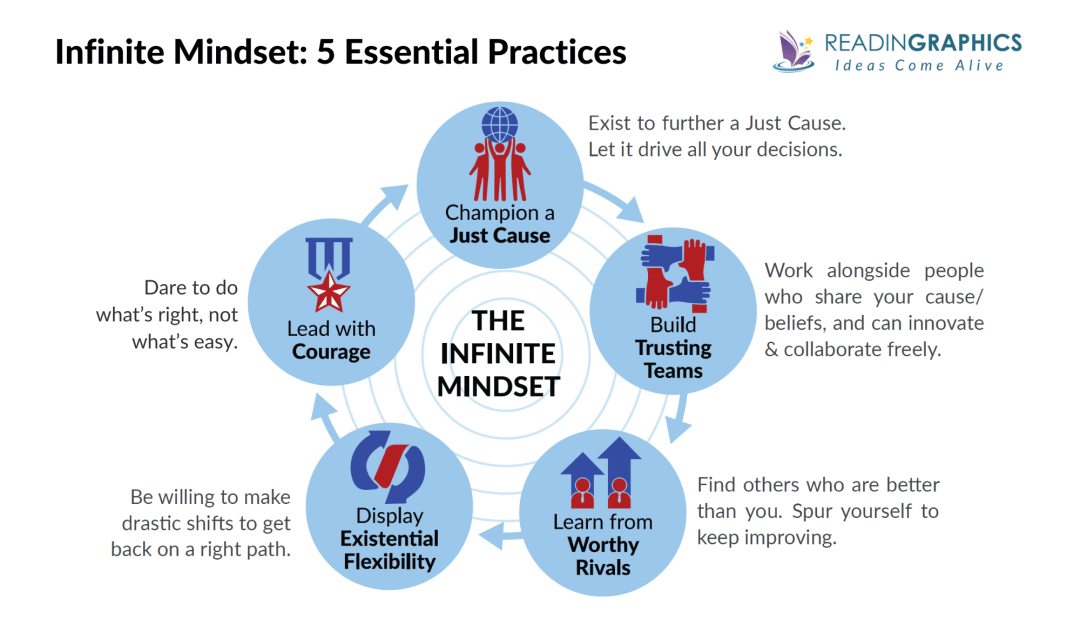 Infinite Mindset: 5 Essential Practices
READINGRAPHICS
Ideas Come Alive
Exist to further a Just Cause.
Let it drive all your decisions.
Champion a
Just Cause
Work alongside people
who share your cause/
beliefs, and can innovate
& collaborate freely.
Build
Trusting
Teams
Find others who are better
than you. Spur yourself to
keep improving.
Learn from
Worthy
Rivals
Be willing to make
drastic shifts to get
back on a right path.
Display
Existential
Flexibility
Dare to do
what's right, not
what's easy.
Lead with
Courage
THE
INFINITE
MINDSET